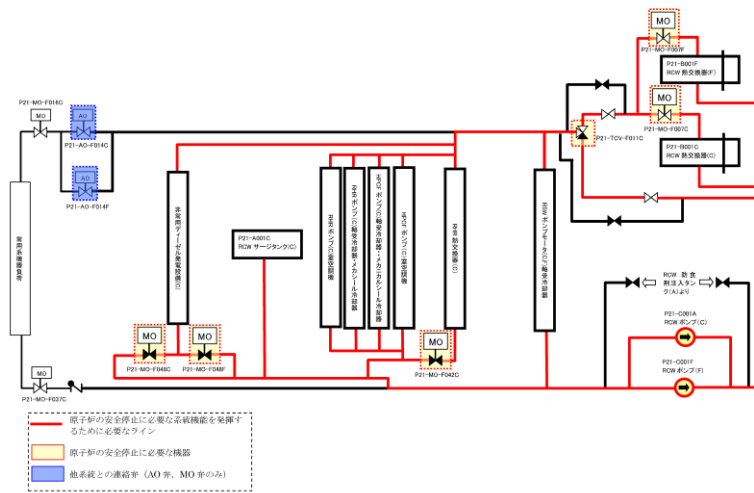 MO
P21-MO-F007F
P21-B001F
RCW 熱交換器(F)
P21-MO-F016C
MO
AO
P21-AO-F014C
MO
P21-MO-F007C
P21-TCV-F011C
P21-B001C
RCW 熱交換器(C)
AO
P21-AO-F014F
常用系機器負荷
非常用ディーゼル発電設備(C)
P21-A001C
RCW サージタンク(C)
RHR ポンプ(C)室空調機
RHR ポンプ(C)軸受冷却器・メカシール冷却器
HPCF ポンプ(C)軸受冷却器・メカニカルシール冷却器
HPCF ポンプ(C)室空調機
RHR 熱交換器(C)
RSW ポンプモータ(C/F)軸受冷却器
RCW 防食
剤注入タン
ク(A)より
P21-C001A
RCW ポンプ(C)
P21-C001F
RCW ポンプ(F)
MO
MO
P21-MO-F048C
P21-MO-F048F
MO
P21-MO-F042C
MO
P21-MO-F037C
原子炉の安全停止に必要な系統機能を発揮す
るために必要なライン
原子炉の安全停止に必要な機器
他系統との連絡弁（AO 弁，MO 弁のみ）